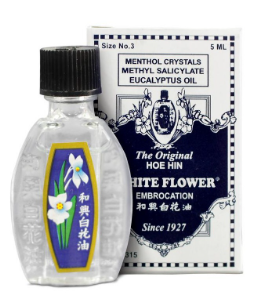 Size No.3
5 ML
MENTHOL CRYSTALS
METHYL SALICYLATE
EUCALYPTUS OIL
The Original
HOE HIN
HITE FLOWER®
EMBROCATION
和興白花油
Since 1927
315
和興白花油